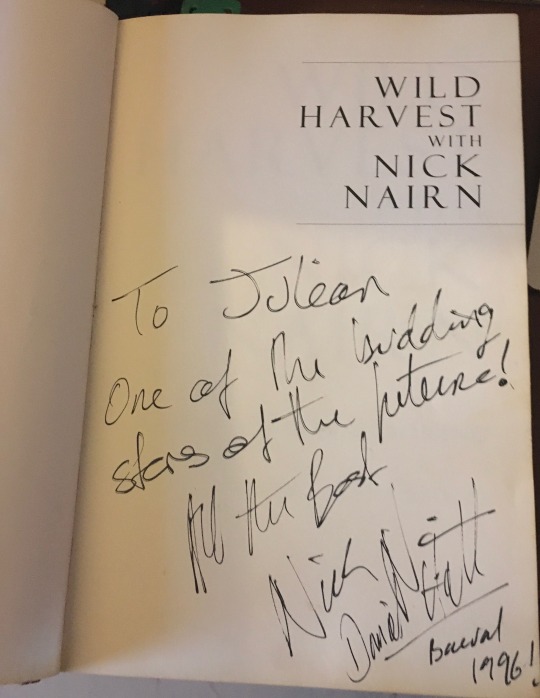 WILD
HARVEST
WITH
NICK
NAIRN
To Julian
One of the budding
stars of the future!
All the Best
Nick
David
1996!